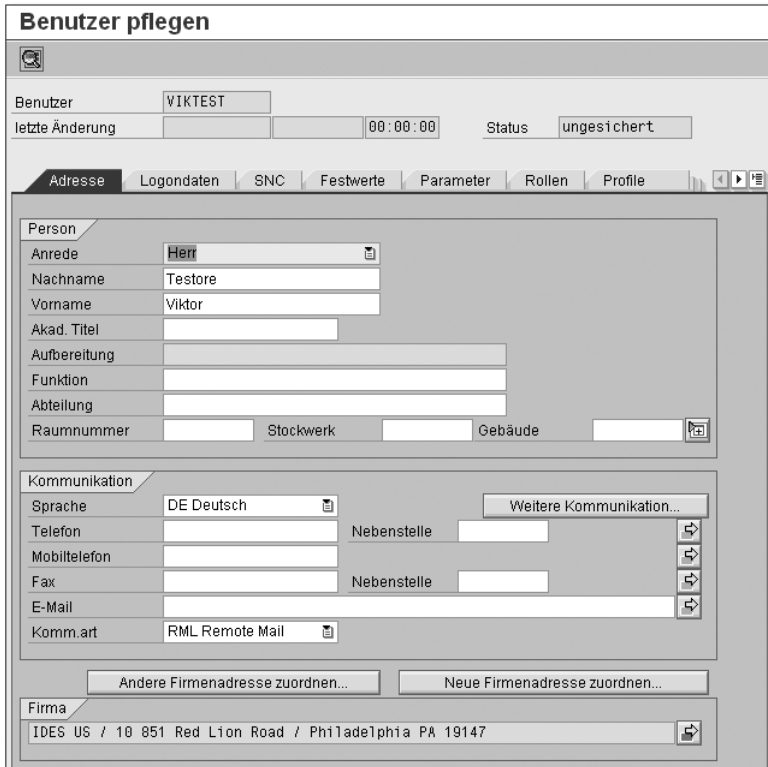 Benutzer pflegen
Benutzer VIKTEST
letzte Änderung 00:00:00 Status ungesichert
Adresse Logondaten SNC Festwerte Parameter Rollen Profile
Person
Anrede Herr
Nachname Testore
Vorname Viktor
Akad. Titel
Aufbereitung
Funktion
Abteilung
Raumnummer Stockwerk Gebäude
Kommunikation
Sprache DE Deutsch Weitere Kommunikation...
Telefon Nebenstelle
Mobiltelefon
Fax Nebenstelle
E-Mail
Komm.art RML Remote Mail
Andere Firmenadresse zuordnen... Neue Firmenadresse zuordnen...
Firma
IDES US / 10 851 Red Lion Road / Philadelphia PA 19147